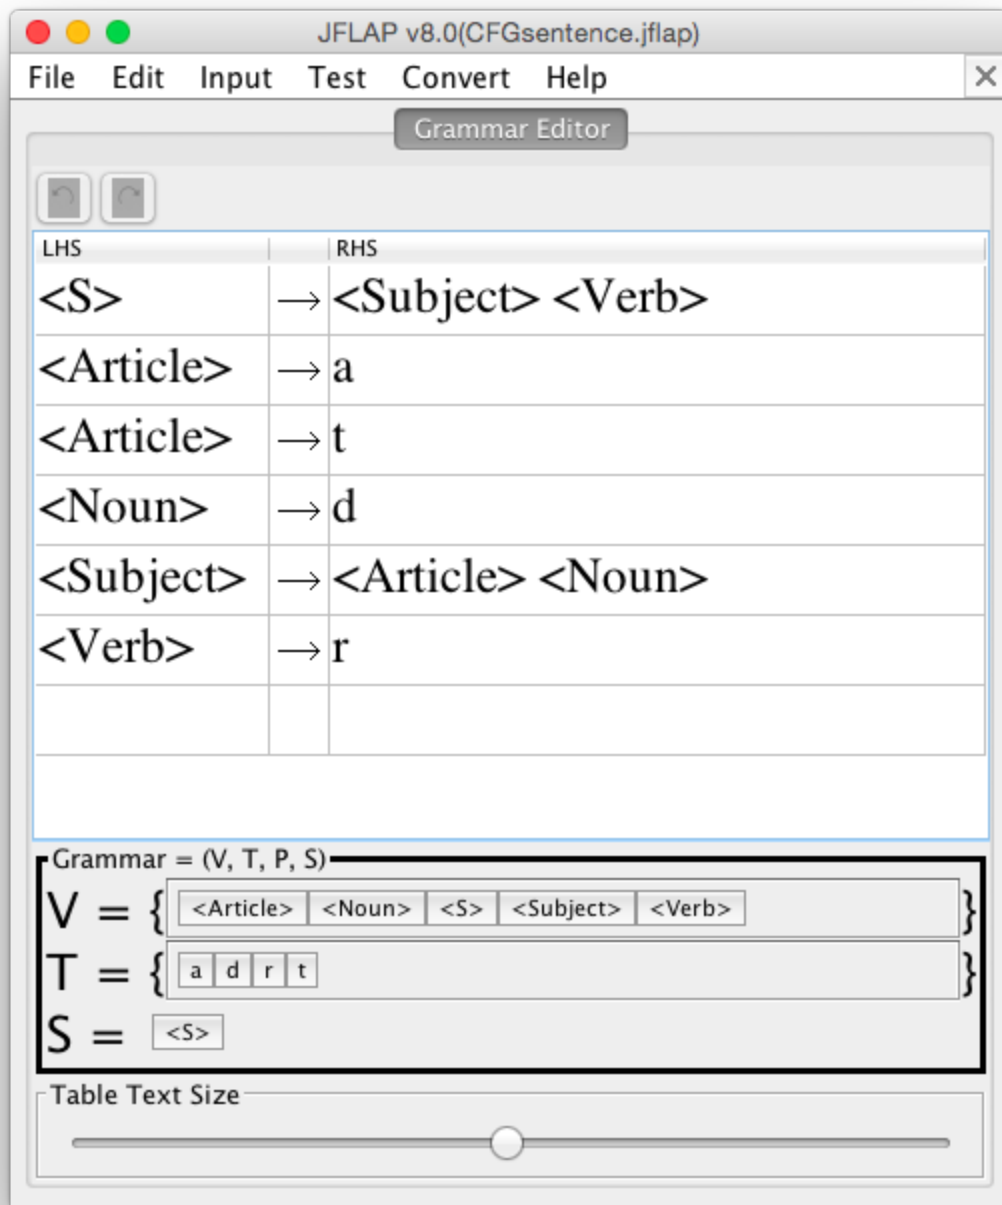 JFLAP v8.0(CFGsentence.jflap)
File Edit Input Test Convert Help
Grammar Editor
LHS RHS
<S> → <Subject> <Verb>
<Article> → a
<Article> → t
<Noun> → d
<Subject> → <Article> <Noun>
<Verb> → r
Grammar = (V, T, P, S)
V = { <Article> <Noun> <S> <Subject> <Verb> }
T = { a d r t }
S = <S>
Table Text Size